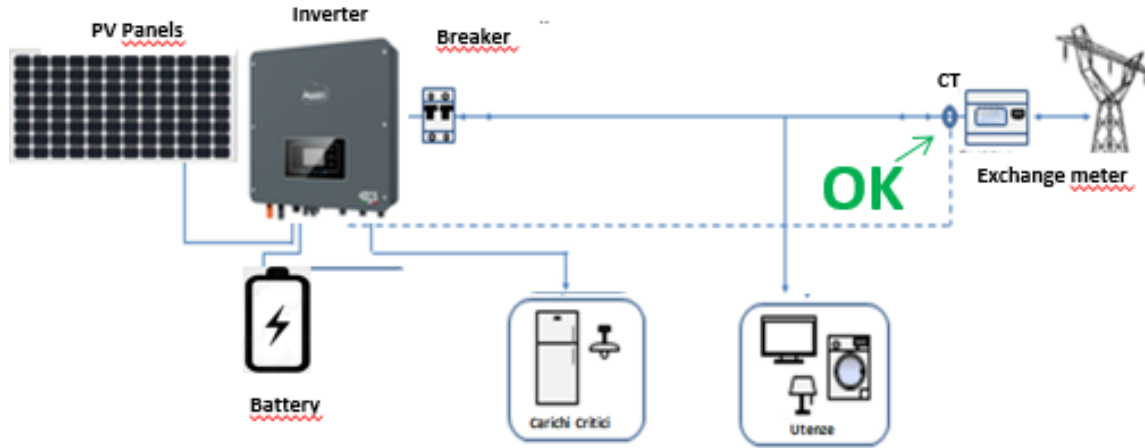 Inverter
PV Panels
Breaker
CT
OK
Exchange meter
Battery
Carichi Critici
Utenze